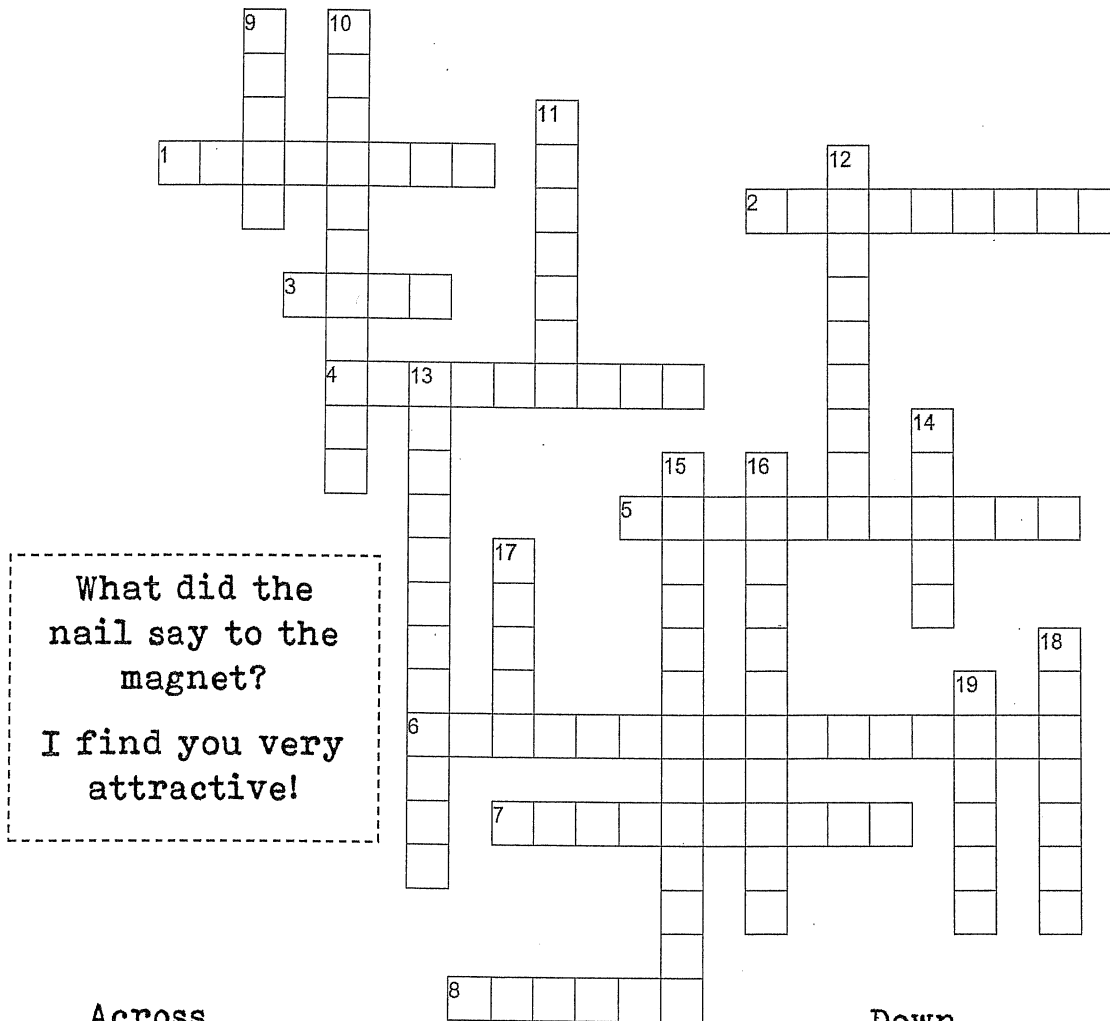 9 10
11
1
12
2
3
4 13
14
15 16
5
17
What did the
nail say to the
magnet?
18
19
I find you very
6
attractive!
7
8
Across
Down